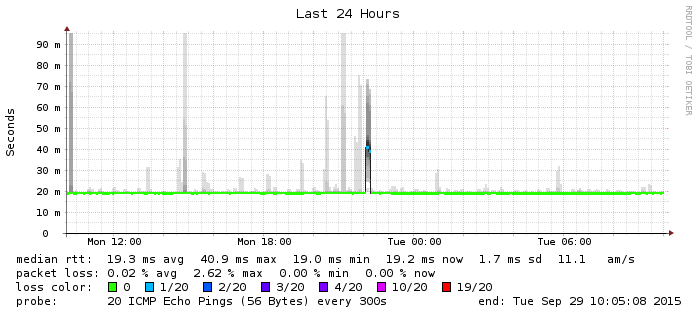 Last 24 Hours
RRDTOOL / TOBI OETIKER
Seconds
90 m
80 m
70 m
60 m
50 m
40 m
30 m
20 m
10 m
0
Mon 12:00 Mon 18:00 Tue 00:00 Tue 06:00
median rtt: 19.3 ms avg 40.9 ms max 19.0 ms min 19.2 ms now 1.7 ms sd 11.1 am/s
packet loss: 0.02 % avg 2.62 % max 0.00 % min 0.00 % now
loss color: 0 1/20 2/20 3/20 4/20 10/20 19/20
probe: 20 ICMP Echo Pings (56 Bytes) every 300s end: Tue Sep 29 10:05:08 2015